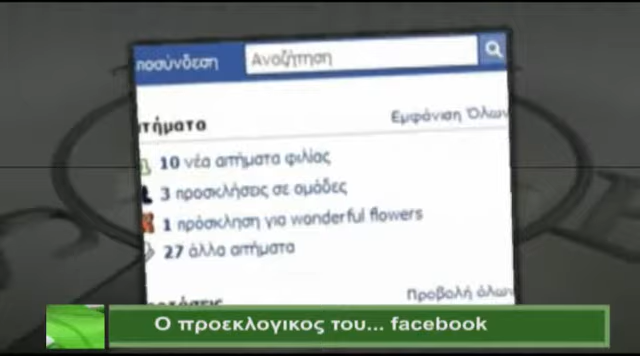 ποσύνδεση Αναζήτηση
τήματα Εμφάνιση Όλων
10 νέα αιτήματα φιλίας
3 προσκλήσεις σε ομάδες
1 πρόσκληση για wonderful flowers
27 άλλα αιτήματα
Προβολή όλων
Ο προεκλογικος του... facebook